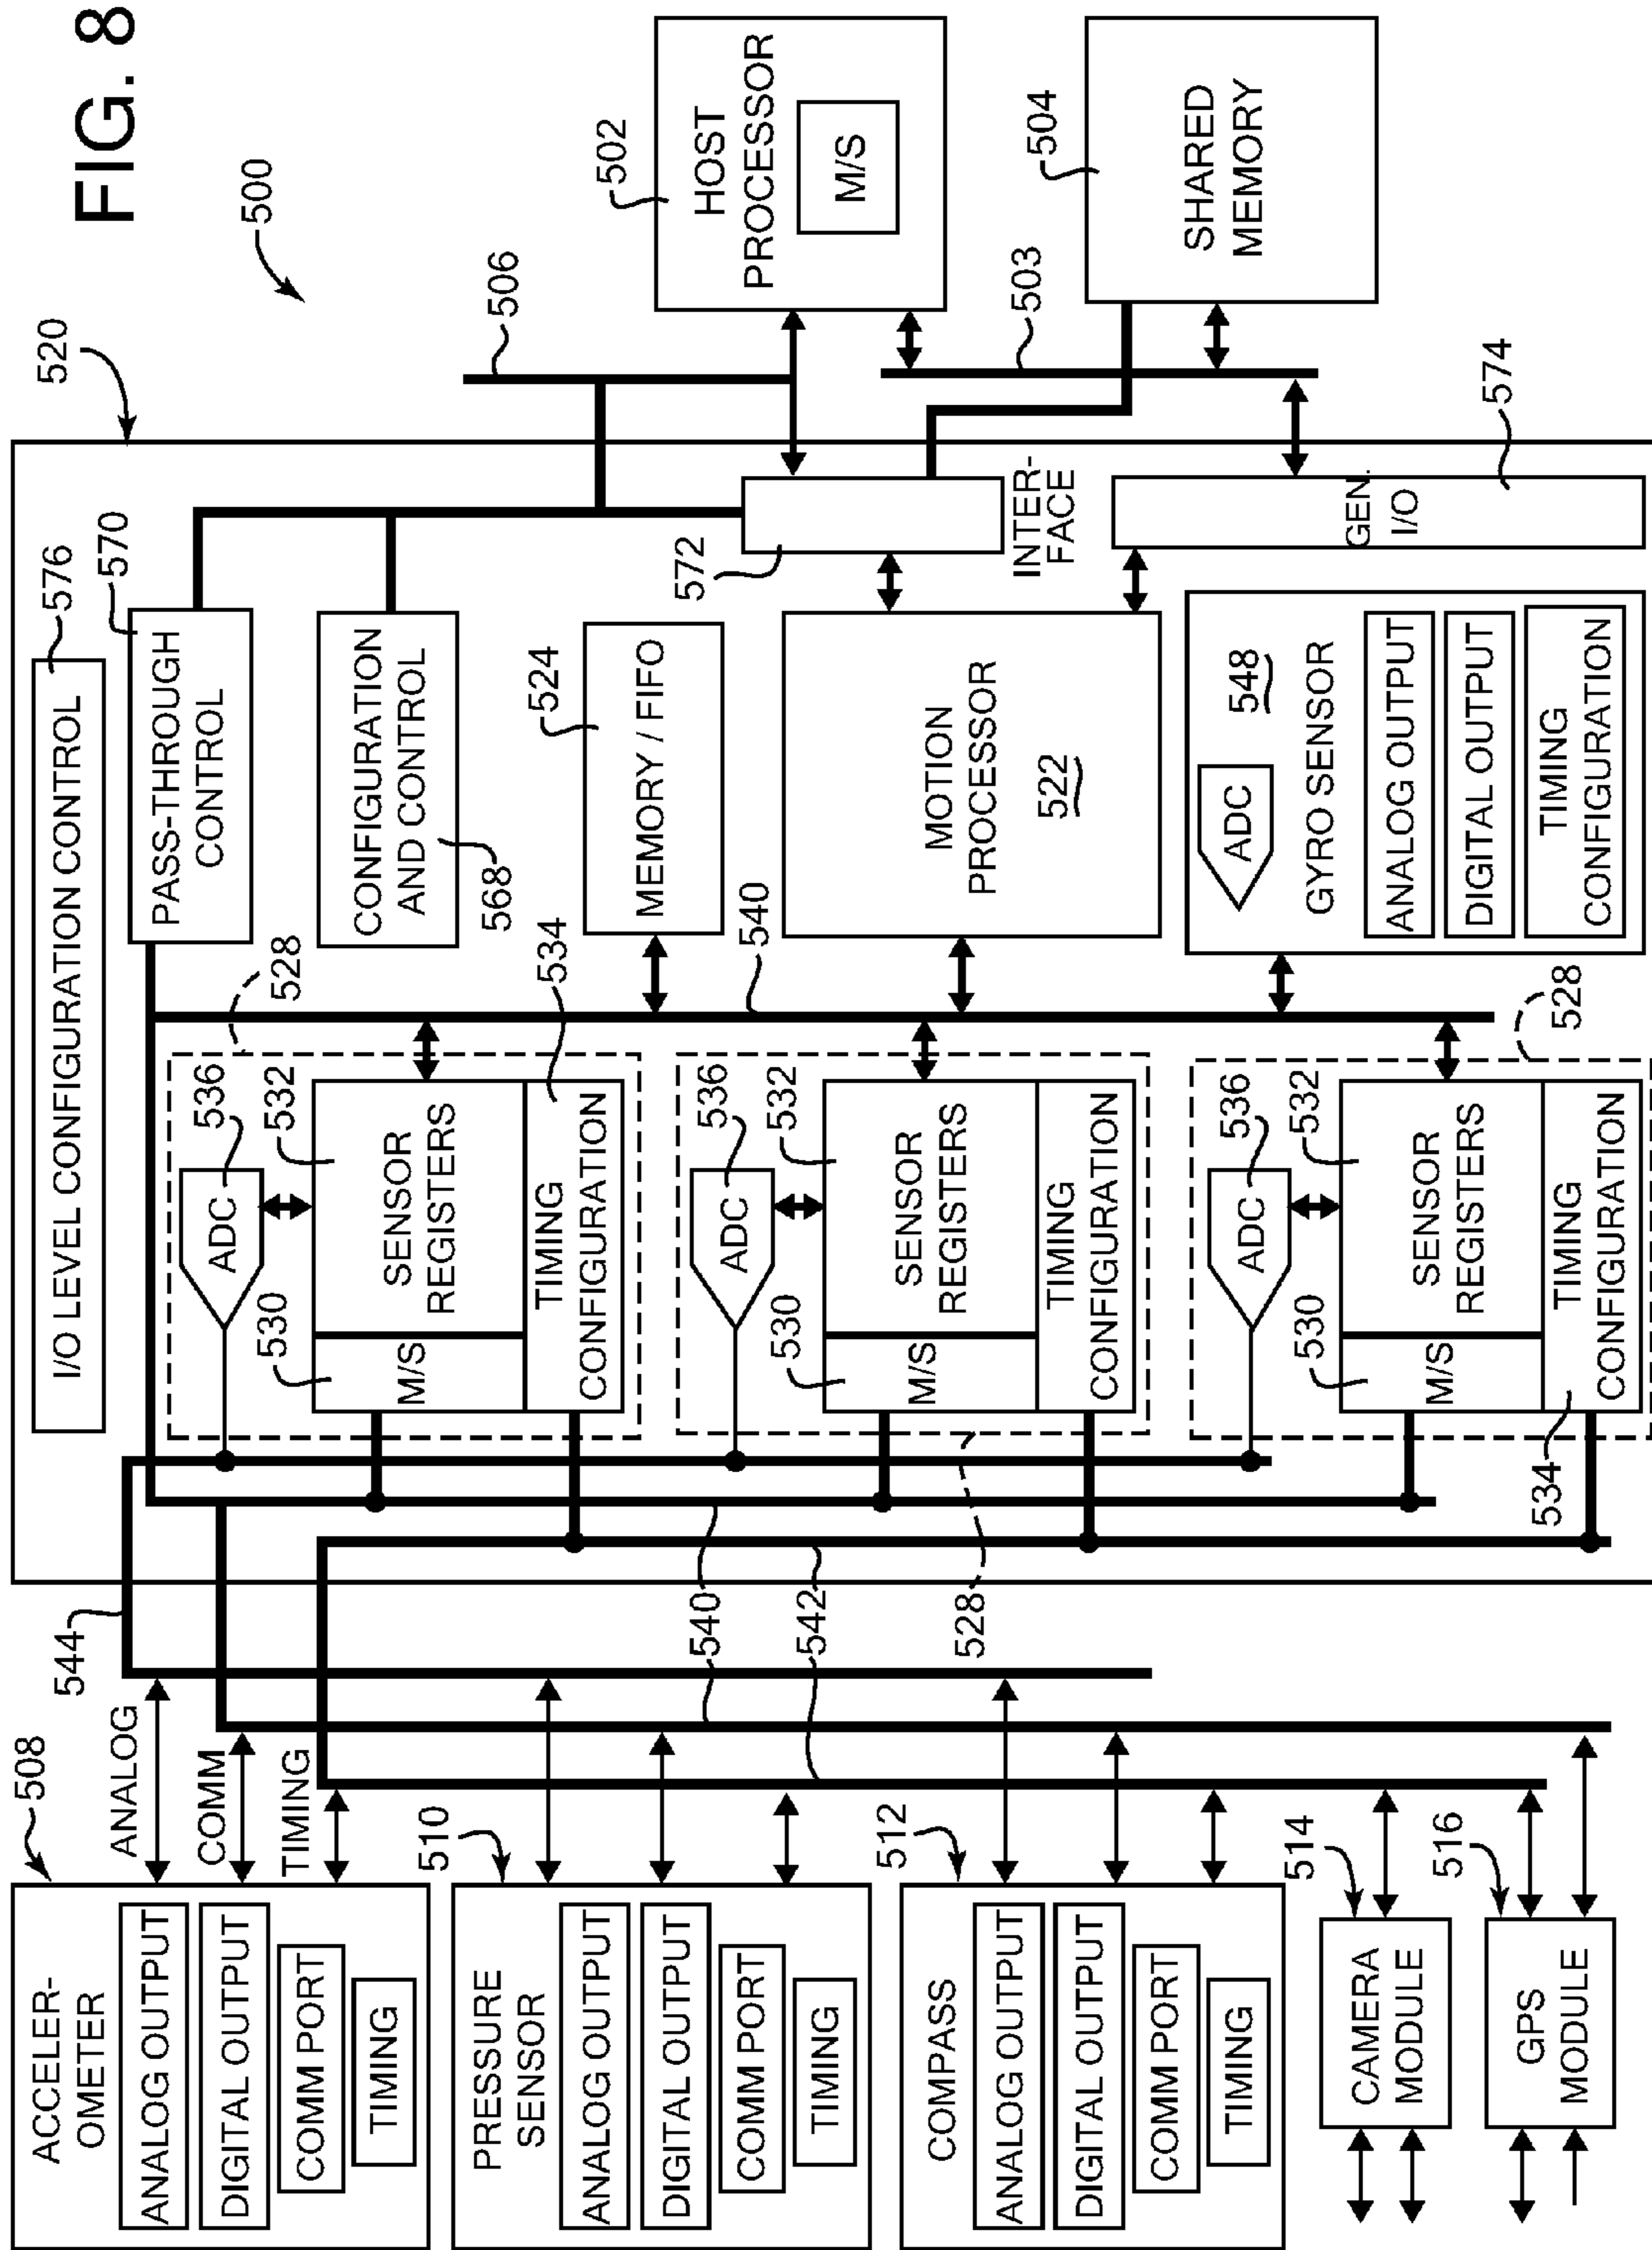 FIG. 8
500
520
506
502
HOST
PROCESSOR
M/S
504
SHARED
MEMORY
503
574
I/O LEVEL CONFIGURATION CONTROL
576
PASS-THROUGH
CONTROL
570
CONFIGURATION
AND CONTROL
568
MEMORY / FIFO
524
572
INTER-
FACE
MOTION
PROCESSOR
522
GEN.
I/O
ADC
548
GYRO SENSOR
ANALOG OUTPUT
DIGITAL OUTPUT
TIMING
CONFIGURATION
528
540
534
ADC
536
532
530
M/S
SENSOR
REGISTERS
TIMING
CONFIGURATION
ADC
536
532
530
M/S
SENSOR
REGISTERS
TIMING
CONFIGURATION
528
528
ADC
536
532
530
M/S
SENSOR
REGISTERS
TIMING
CONFIGURATION
534
544
540
542
508
ANALOG
COMM
TIMING
ACCELER-
OMETER
ANALOG OUTPUT
DIGITAL OUTPUT
COMM PORT
TIMING
510
PRESSURE
SENSOR
ANALOG OUTPUT
DIGITAL OUTPUT
COMM PORT
TIMING
512
COMPASS
ANALOG OUTPUT
DIGITAL OUTPUT
COMM PORT
TIMING
514
CAMERA
MODULE
516
GPS
MODULE